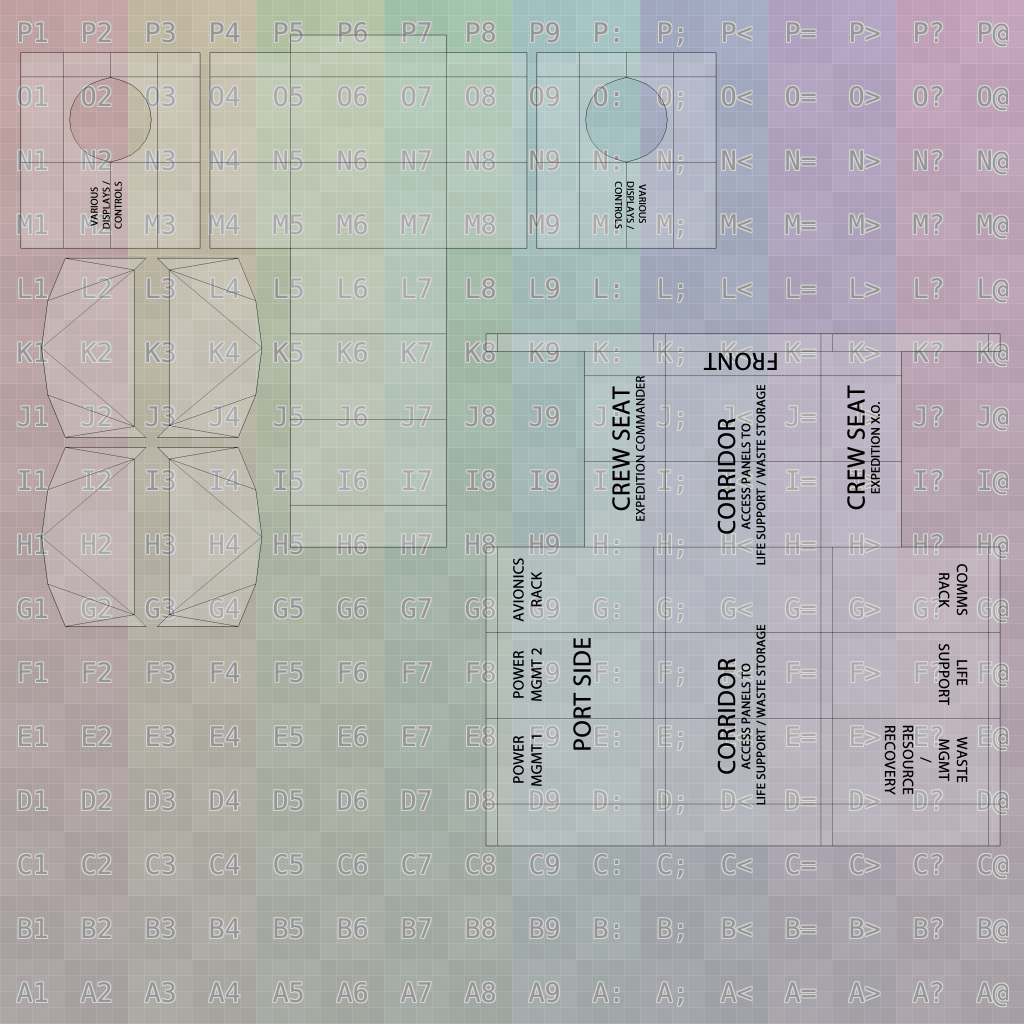 P1 P2 P3 P4 P5 P6 P7 P8 P9 P: P; P< P= P> P? P@
O1 O2 O3 O4 O5 O6 O7 O8 O9 O: O; O< O= O> O? O@
N1 N2 N3 N4 N5 N6 N7 N8 N9 N: N; N< N= N> N? N@
VARIOUS
DISPLAYS /
CONTROLS
VARIOUS
DISPLAYS /
CONTROLS
M1 M2 M3 M4 M5 M6 M7 M8 M9 M: M; M< M= M> M? M@
L1 L2 L3 L4 L5 L6 L7 L8 L9 L: L; L< L= L> L? L@
K1 K2 K3 K4 K5 K6 K7 K8 K9 K: K; K< K= K> K? K@
FRONT
CREW SEAT
EXPEDITION COMMANDER
CORRIDOR
ACCESS PANELS TO
LIFE SUPPORT / WASTE STORAGE
CREW SEAT
EXPEDITION X.O.
J1 J2 J3 J4 J5 J6 J7 J8 J9 J: J; J< J= J> J? J@
I1 I2 I3 I4 I5 I6 I7 I8 I9 I: I; I< I= I> I? I@
H1 H2 H3 H4 H5 H6 H7 H8 H9 H: H; H< H= H> H? H@
AVIONICS
RACK
COMMS
RACK
G1 G2 G3 G4 G5 G6 G7 G8 G9 G: G; G< G= G> G? G@
POWER
MGMT 2
PORT SIDE
CORRIDOR
ACCESS PANELS TO
LIFE SUPPORT / WASTE STORAGE
LIFE
SUPPORT
F1 F2 F3 F4 F5 F6 F7 F8 F9 F: F; F< F= F> F? F@
E1 E2 E3 E4 E5 E6 E7 E8 E9 E: E; E< E= E> E? E@
POWER
MGMT 1
WASTE
MGMT
/
RESOURCE
RECOVERY
D1 D2 D3 D4 D5 D6 D7 D8 D9 D: D; D< D= D> D? D@
C1 C2 C3 C4 C5 C6 C7 C8 C9 C: C; C< C= C> C? C@
B1 B2 B3 B4 B5 B6 B7 B8 B9 B: B; B< B= B> B? B@
A1 A2 A3 A4 A5 A6 A7 A8 A9 A: A; A< A= A> A? A@